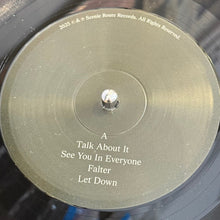 2023 ℗ & © Scenic Route Records. All Rights Reserved.
A
Talk About It
See You In Everyone
Falter
Let Down